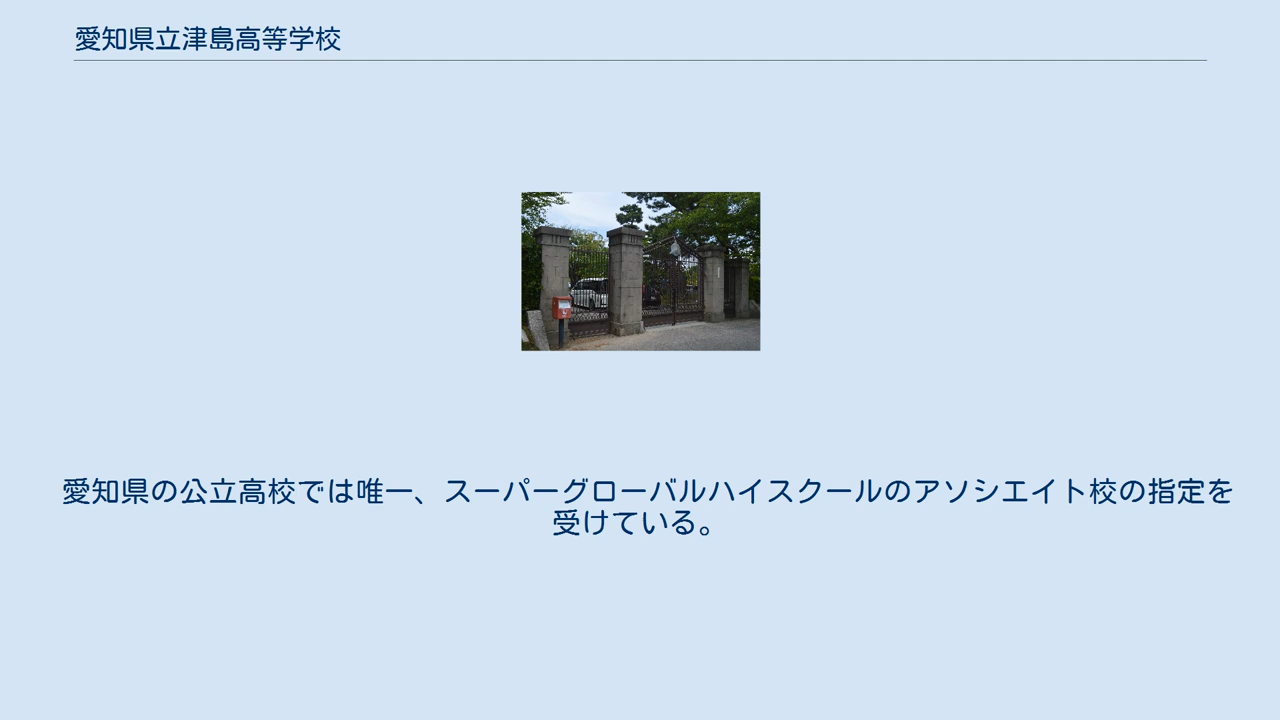 愛知県立津島高等学校
愛知県の公立高校では唯一、スーパーグローバルハイスクールのアソシエイト校の指定を
受けている。